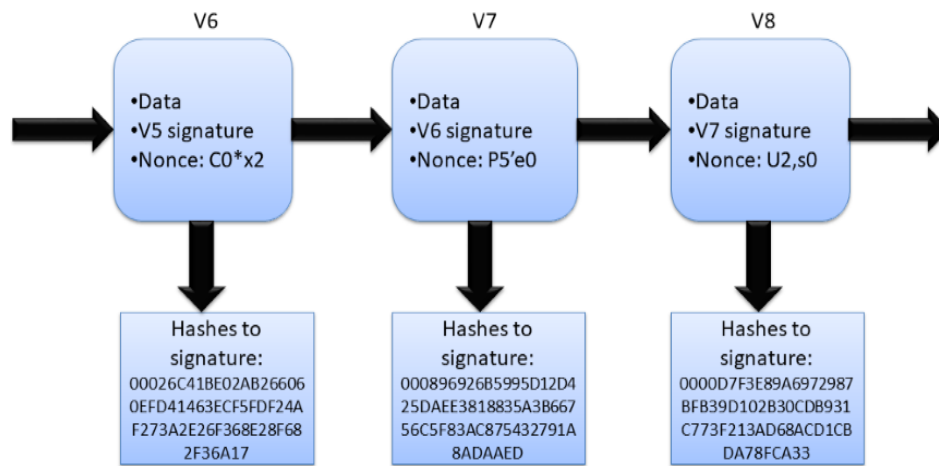 V6
V7
V8
•Data
•V5 signature
•Nonce: C0*x2
•Data
•V6 signature
•Nonce: P5’e0
•Data
•V7 signature
•Nonce: U2,s0
Hashes to
signature:
00026C41BE02AB26606
0EFD41463ECF5FDF24A
F273A2E26F368E28F68
2F36A17
Hashes to
signature:
000896926B5995D12D4
25DAEE3818835A3B667
56C5F83AC875432791A
8ADAAED
Hashes to
signature:
0000D7F3E89A6972987
BFB39D102B30CDB931
C773F213AD68ACD1CB
DA78FCA33